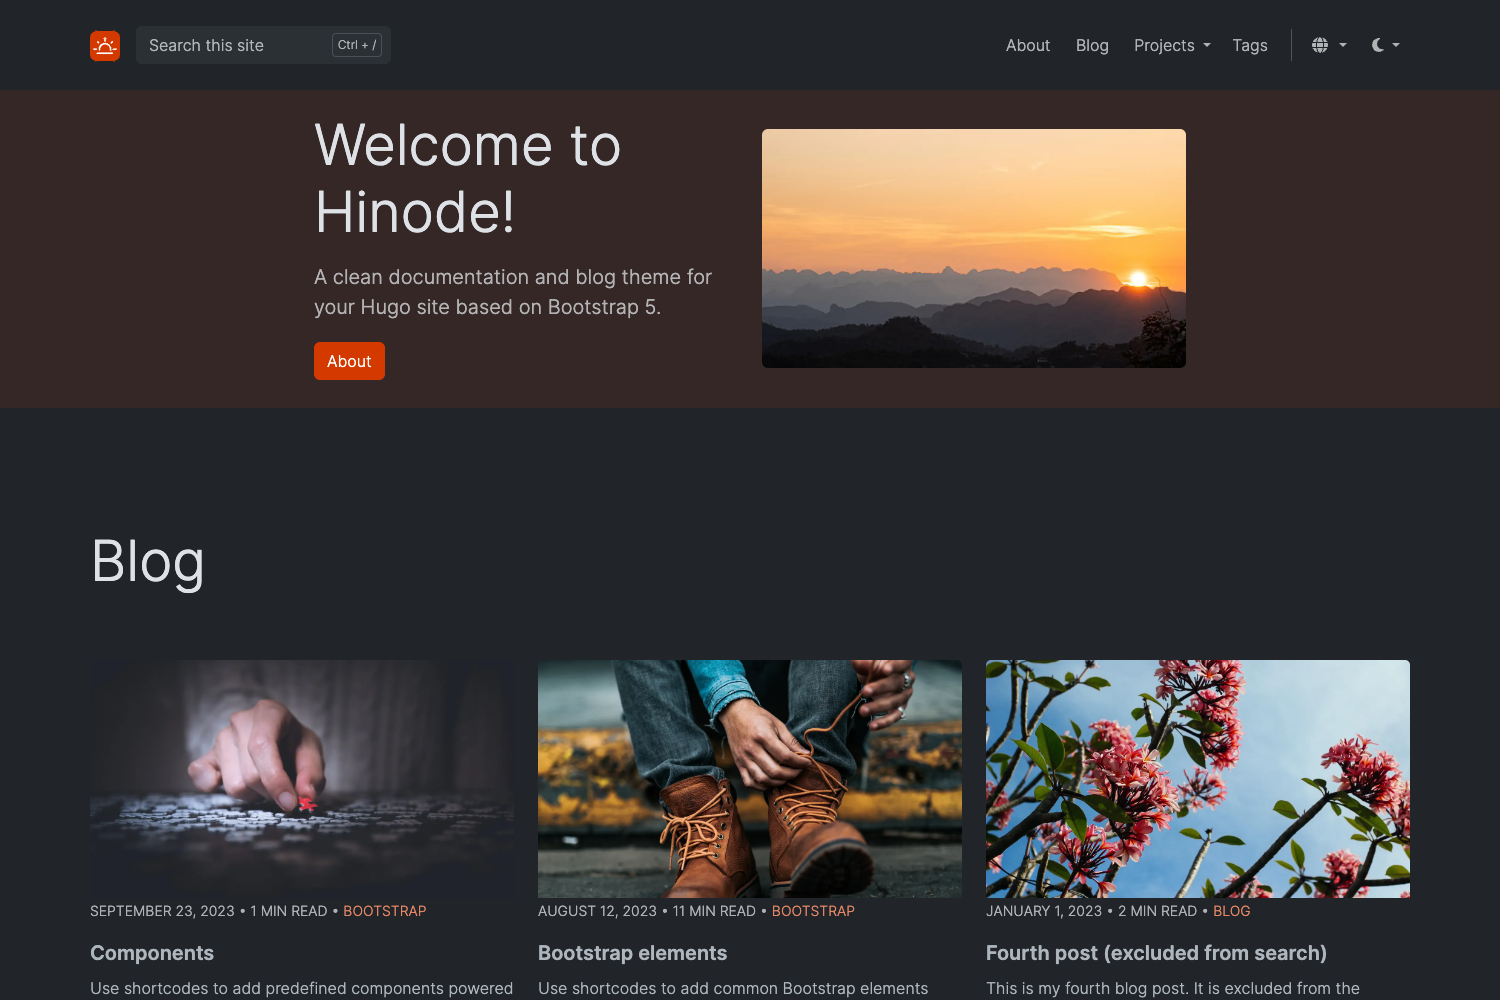 Search this site
Ctrl + /
About
Blog
Projects
Tags
Welcome to
Hinode!
A clean documentation and blog theme for
your Hugo site based on Bootstrap 5.
About
Blog
SEPTEMBER 23, 2023 • 1 MIN READ • BOOTSTRAP
Components
Use shortcodes to add predefined components powered
AUGUST 12, 2023 • 11 MIN READ • BOOTSTRAP
Bootstrap elements
Use shortcodes to add common Bootstrap elements
JANUARY 1, 2023 • 2 MIN READ • BLOG
Fourth post (excluded from search)
This is my fourth blog post. It is excluded from the